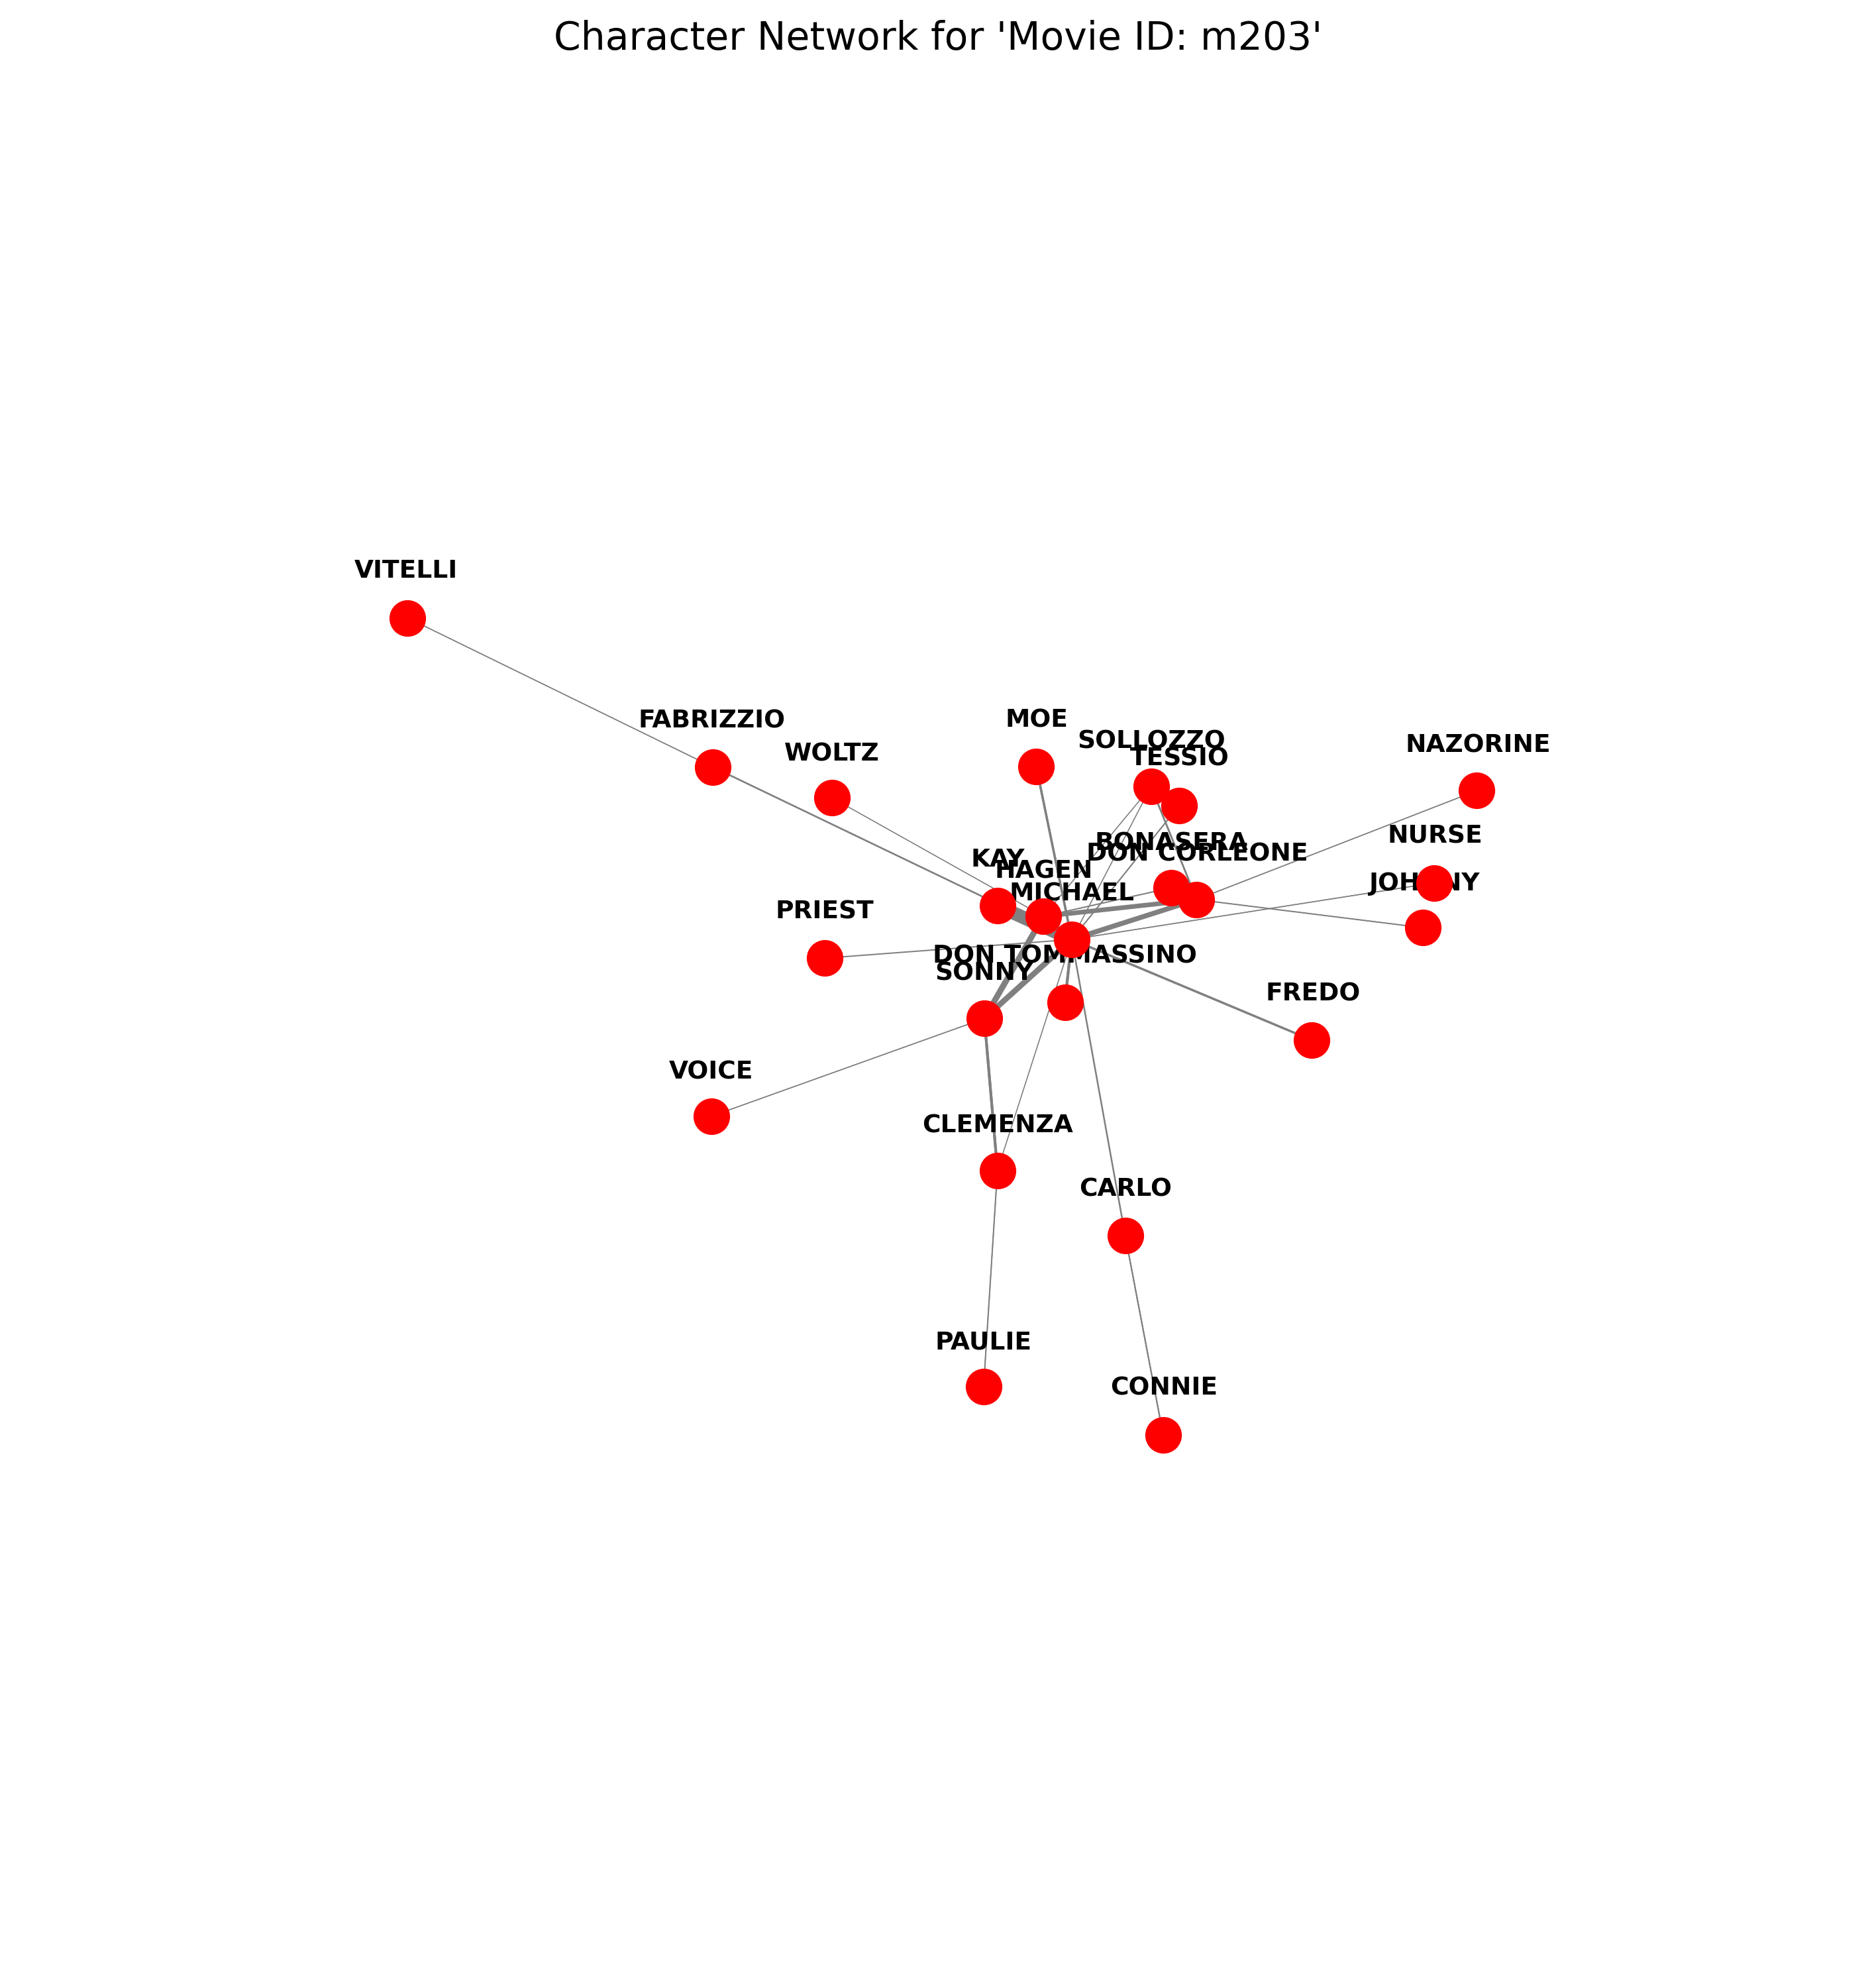 Character Network for 'Movie ID: m203'
VITELLI
FABRIZZIO
MOE
SOLLOZZO
NAZORINE
WOLTZ
TESSIO
NURSE
BONASERA
DON CORLEONE
KAY
HAGEN
JOHNNY
MICHAEL
PRIEST
DON TOMMASSINO
SONNY
FREDO
VOICE
CLEMENZA
CARLO
PAULIE
CONNIE